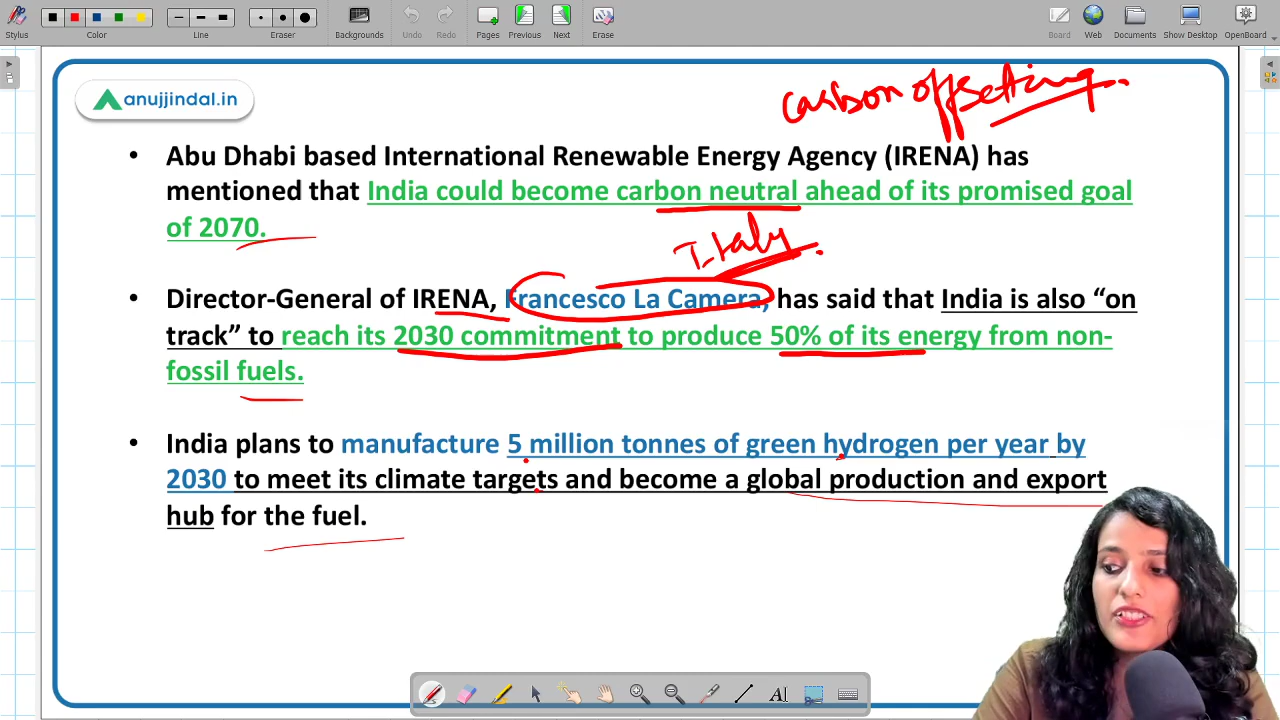 Stylus Color Line Eraser Backgrounds Undo Redo Pages Previous Next Erase Board Web Documents Show Desktop OpenBoard
anujjindal.in
carbon offsetting.
• Abu Dhabi based International Renewable Energy Agency (IRENA) has
mentioned that India could become carbon neutral ahead of its promised goal
of 2070.
Italy
• Director-General of IRENA, Francesco La Camera, has said that India is also “on
track” to reach its 2030 commitment to produce 50% of its energy from non-
fossil fuels.
• India plans to manufacture 5 million tonnes of green hydrogen per year by
2030 to meet its climate targets and become a global production and export
hub for the fuel.
AI